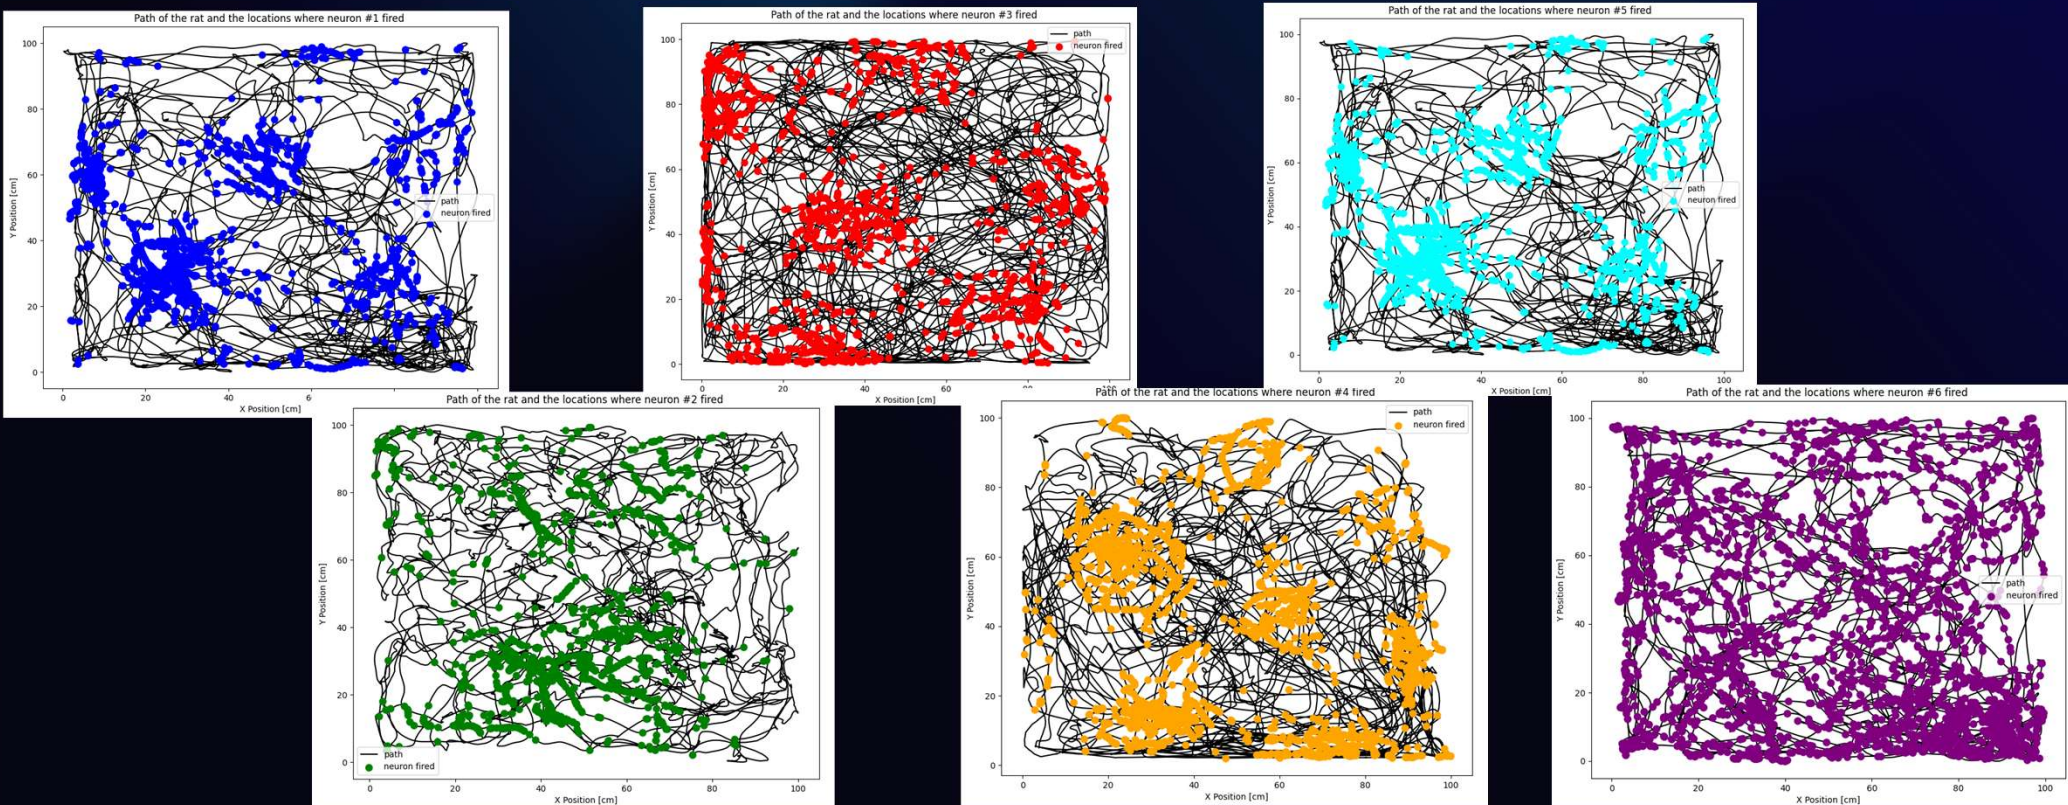 Path of the rat and the locations where neuron #1 fired
100
80
60
40
20
0
Y Position [cm]
path
neuron fired
0
20
40
6
X Position [cm]
Path of the rat and the locations where neuron #3 fired
path
neuron fired
100
80
60
40
20
0
Y Position [cm]
0
20
40
60
X Position [cm]
Path of the rat and the locations where neuron #5 fired
100
80
60
40
20
0
Y Position [cm]
path
neuron fired
0
20
40
60
80
100
X Position [cm]
Path of the rat and the locations where neuron #2 fired
100
80
60
40
20
0
Y Position [cm]
path
neuron fired
0
20
40
60
80
100
X Position [cm]
Path of the rat and the locations where neuron #4 fired
path
neuron fired
100
80
60
40
20
0
Y Position [cm]
0
20
40
60
80
100
X Position [cm]
Path of the rat and the locations where neuron #6 fired
100
80
60
40
20
0
Y Position [cm]
path
neuron fired
0
20
40
60
80
100
X Position [cm]